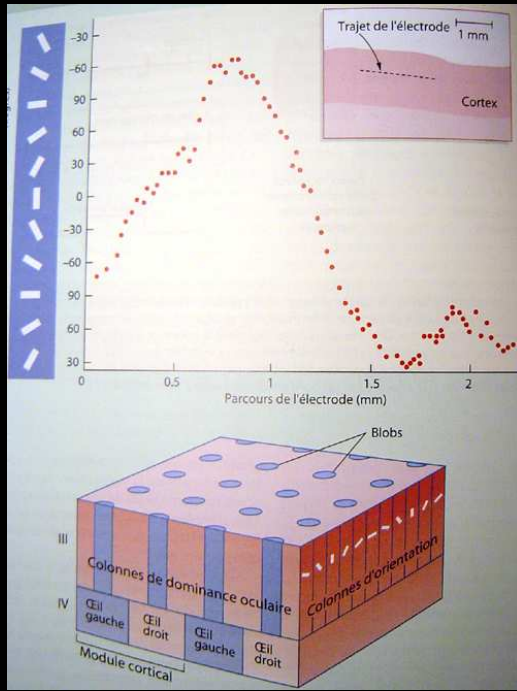 Trajet de l'électrode
1 mm
Cortex
-30
-60
90
60
30
0
-30
-60
90
60
30
0
0.5
1
1.5
2
Parcours de l'électrode (mm)
Blobs
III
Colonnes de dominance oculaire
Colonnes d'orientation
IV
Œil
gauche
Œil
droit
Œil
gauche
Œil
droit
Module cortical